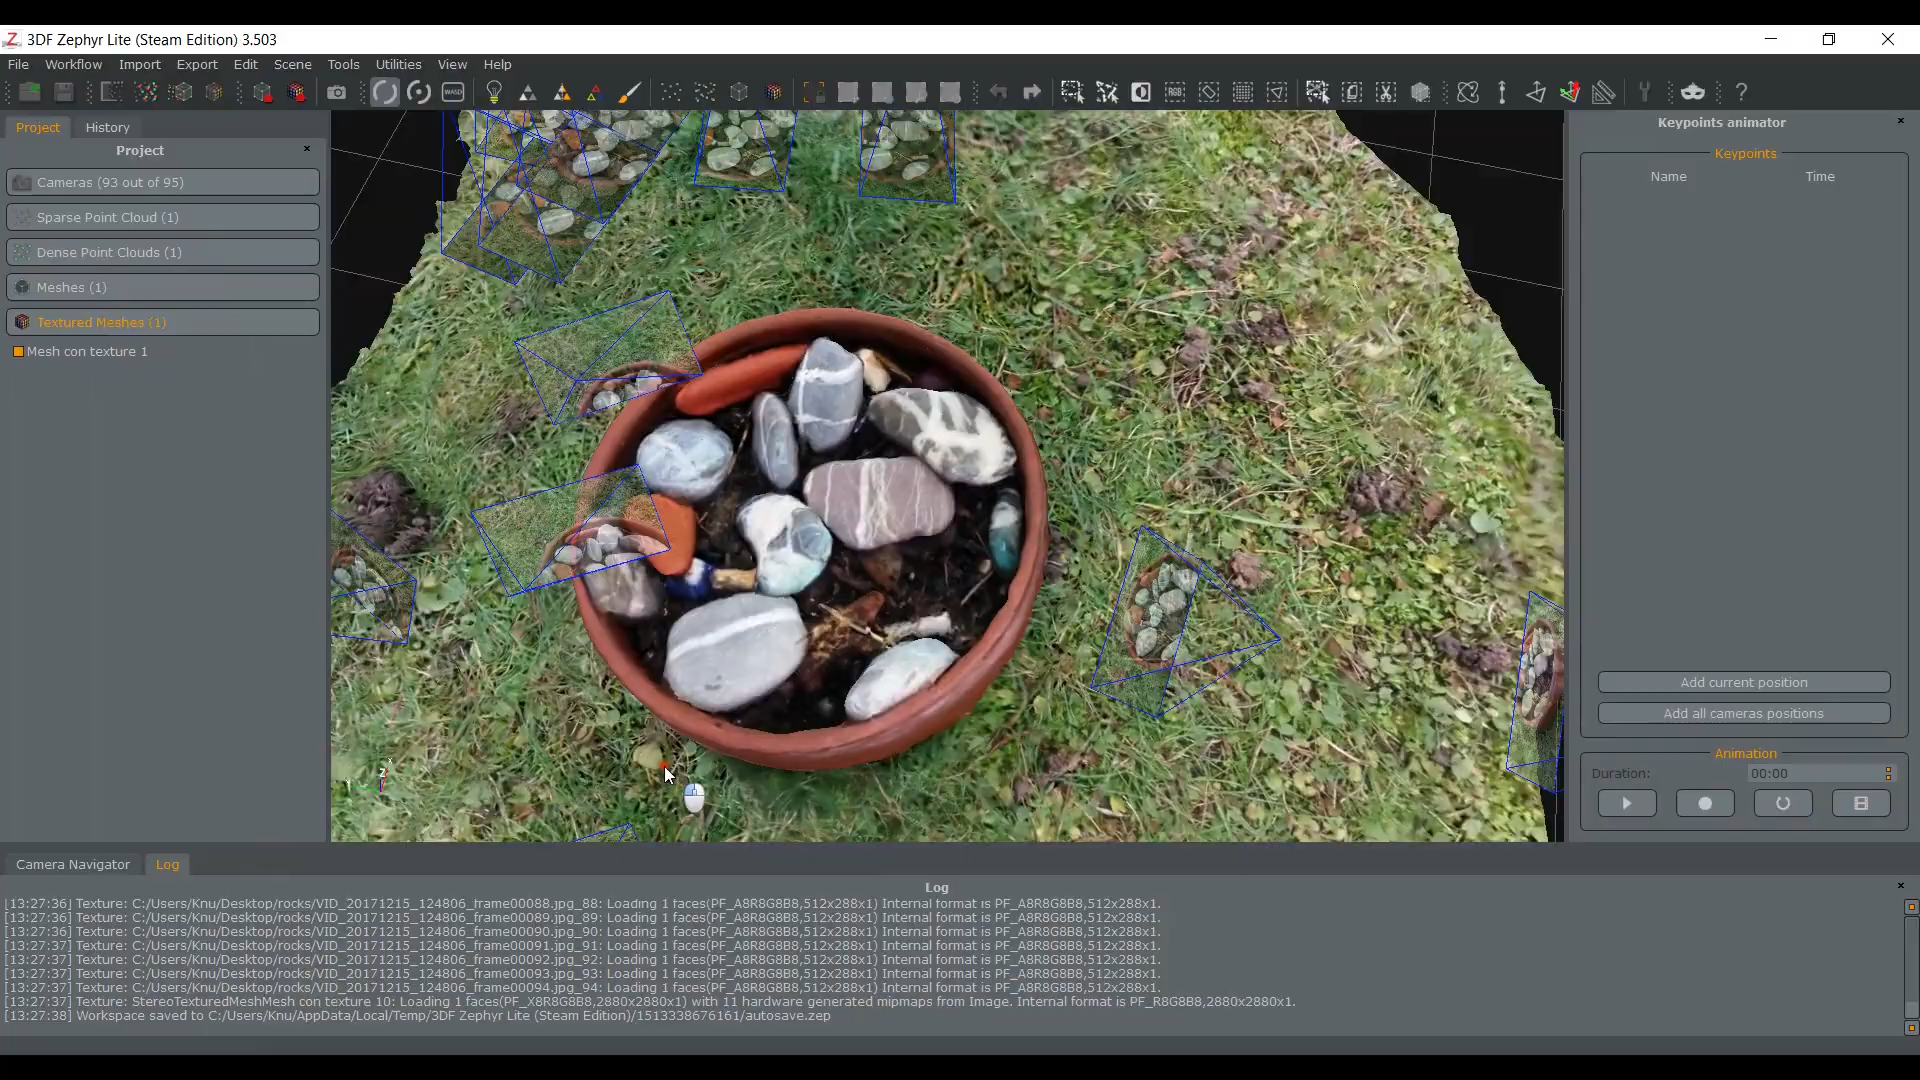 3DF Zephyr Lite (Steam Edition) 3.503
File Workflow Import Export Edit Scene Tools Utilities View Help
WASD
RGB
Project History
Project
Cameras (93 out of 95)
Sparse Point Cloud (1)
Dense Point Clouds (1)
Meshes (1)
Textured Meshes (1)
Mesh con texture 1
Z
Keypoints animator
Keypoints
Name Time
Add current position
Add all cameras positions
Animation
Duration: 00:00
Camera Navigator Log
Log
[13:27:36] Texture: C:/Users/Knu/Desktop/rocks/VID_20171215_124806_frame00088.jpg_88: Loading 1 faces(PF_A8R8G8B8,512x288x1) Internal format is PF_A8R8G8B8,512x288x1.
[13:27:36] Texture: C:/Users/Knu/Desktop/rocks/VID_20171215_124806_frame00089.jpg_89: Loading 1 faces(PF_A8R8G8B8,512x288x1) Internal format is PF_A8R8G8B8,512x288x1.
[13:27:36] Texture: C:/Users/Knu/Desktop/rocks/VID_20171215_124806_frame00090.jpg_90: Loading 1 faces(PF_A8R8G8B8,512x288x1) Internal format is PF_A8R8G8B8,512x288x1.
[13:27:37] Texture: C:/Users/Knu/Desktop/rocks/VID_20171215_124806_frame00091.jpg_91: Loading 1 faces(PF_A8R8G8B8,512x288x1) Internal format is PF_A8R8G8B8,512x288x1.
[13:27:37] Texture: C:/Users/Knu/Desktop/rocks/VID_20171215_124806_frame00092.jpg_92: Loading 1 faces(PF_A8R8G8B8,512x288x1) Internal format is PF_A8R8G8B8,512x288x1.
[13:27:37] Texture: C:/Users/Knu/Desktop/rocks/VID_20171215_124806_frame00093.jpg_93: Loading 1 faces(PF_A8R8G8B8,512x288x1) Internal format is PF_A8R8G8B8,512x288x1.
[13:27:37] Texture: C:/Users/Knu/Desktop/rocks/VID_20171215_124806_frame00094.jpg_94: Loading 1 faces(PF_A8R8G8B8,512x288x1) Internal format is PF_A8R8G8B8,512x288x1.
[13:27:37] Texture: StereoTexturedMeshMesh con texture 10: Loading 1 faces(PF_X8R8G8B8,2880x2880x1) with 11 hardware generated mipmaps from Image. Internal format is PF_R8G8B8,2880x2880x1.
[13:27:38] Workspace saved to C:/Users/Knu/AppData/Local/Temp/3DF Zephyr Lite (Steam Edition)/1513338676161/autosave.zep